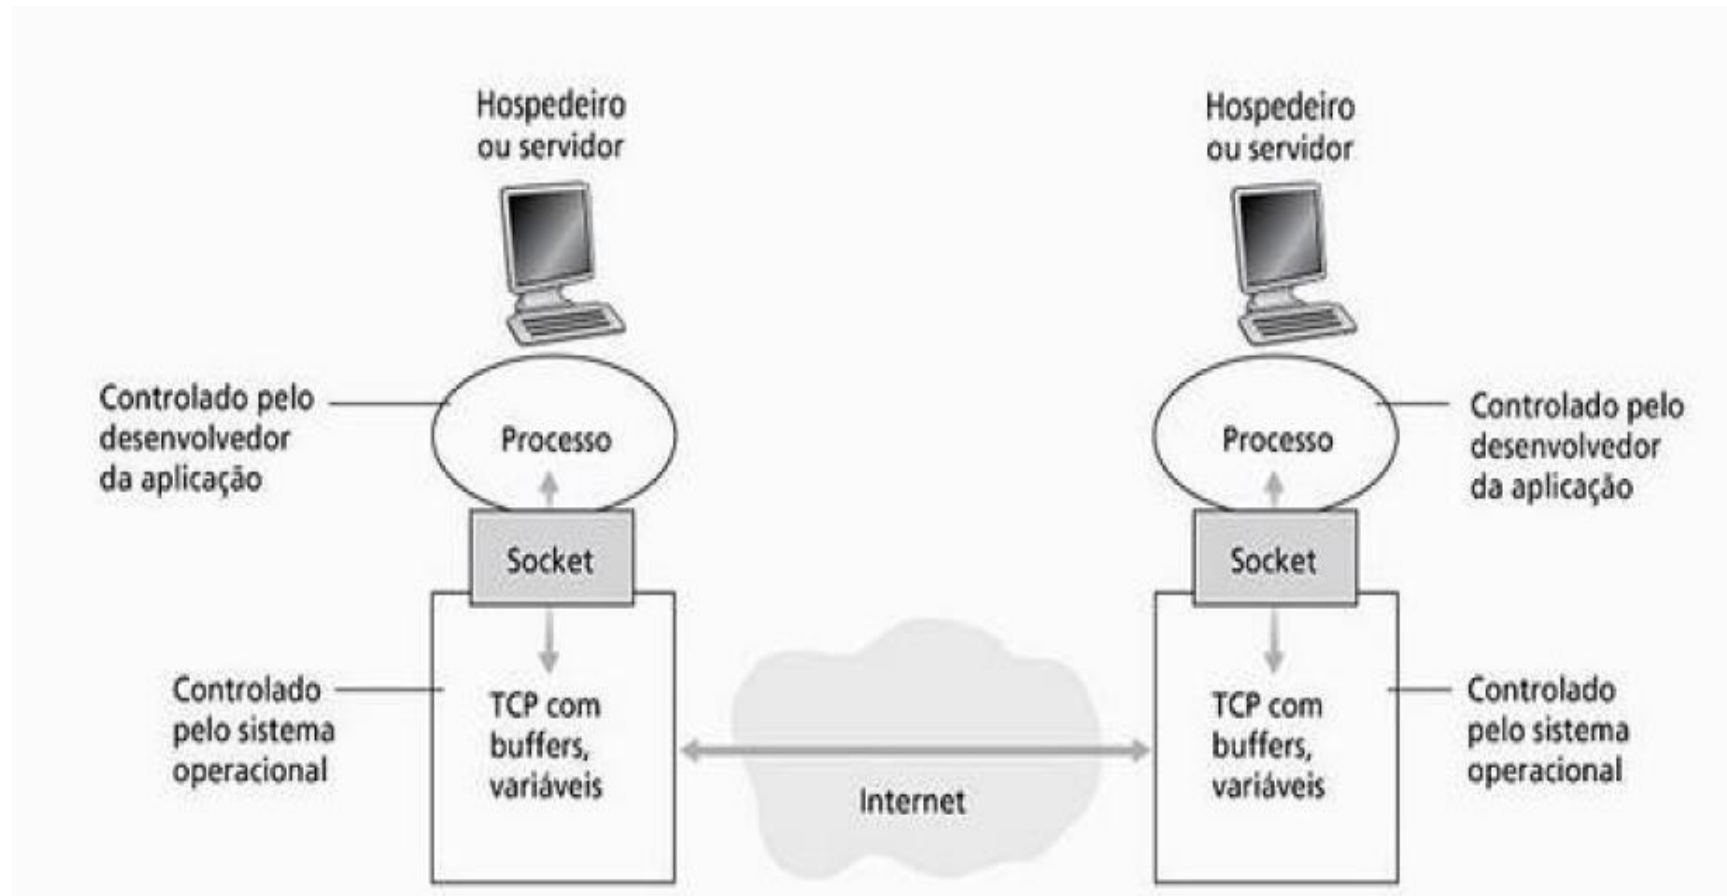 Hospedeiro
ou servidor
Hospedeiro
ou servidor
Controlado pelo
desenvolvedor
da aplicação
Processo
Processo
Controlado pelo
desenvolvedor
da aplicação
Socket
Socket
Controlado
pelo sistema
operacional
TCP com
buffers,
variáveis
Internet
TCP com
buffers,
variáveis
Controlado
pelo sistema
operacional